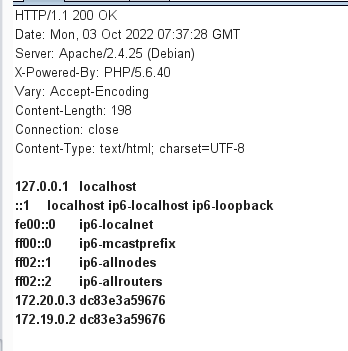 HTTP/1.1 200 OK
Date: Mon, 03 Oct 2022 07:37:28 GMT
Server: Apache/2.4.25 (Debian)
X-Powered-By: PHP/5.6.40
Vary: Accept-Encoding
Content-Length: 198
Connection: close
Content-Type: text/html; charset=UTF-8

127.0.0.1 localhost
::1 localhost ip6-localhost ip6-loopback
fe00::0 ip6-localnet
ff00::0 ip6-mcastprefix
ff02::1 ip6-allnodes
ff02::2 ip6-allrouters
172.20.0.3 dc83e3a59676
172.19.0.2 dc83e3a59676